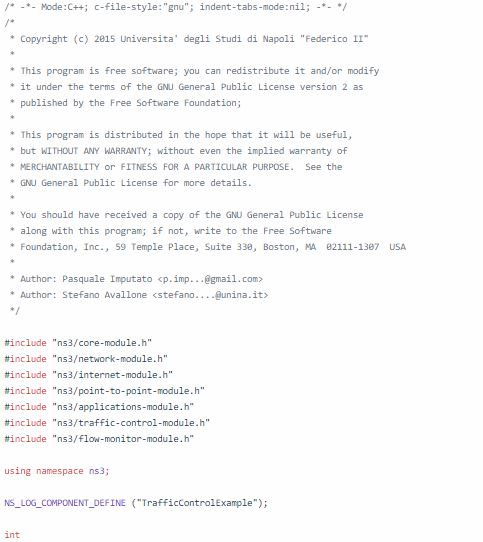 /* -*- Mode:C++; c-file-style:"gnu"; indent-tabs-mode:nil; -*- */
/*
 * Copyright (c) 2015 Universita' degli Studi di Napoli "Federico II"
 *
 * This program is free software; you can redistribute it and/or modify
 * it under the terms of the GNU General Public License version 2 as
 * published by the Free Software Foundation;
 *
 * This program is distributed in the hope that it will be useful,
 * but WITHOUT ANY WARRANTY; without even the implied warranty of
 * MERCHANTABILITY or FITNESS FOR A PARTICULAR PURPOSE.  See the
 * GNU General Public License for more details.
 *
 * You should have received a copy of the GNU General Public License
 * along with this program; if not, write to the Free Software
 * Foundation, Inc., 59 Temple Place, Suite 330, Boston, MA  02111-1307  USA
 *
 * Author: Pasquale Imputato <p.imp...@gmail.com>
 * Author: Stefano Avallone <stefano....@unina.it>
 */

#include "ns3/core-module.h"
#include "ns3/network-module.h"
#include "ns3/internet-module.h"
#include "ns3/point-to-point-module.h"
#include "ns3/applications-module.h"
#include "ns3/traffic-control-module.h"
#include "ns3/flow-monitor-module.h"

using namespace ns3;

NS_LOG_COMPONENT_DEFINE ("TrafficControlExample");

int